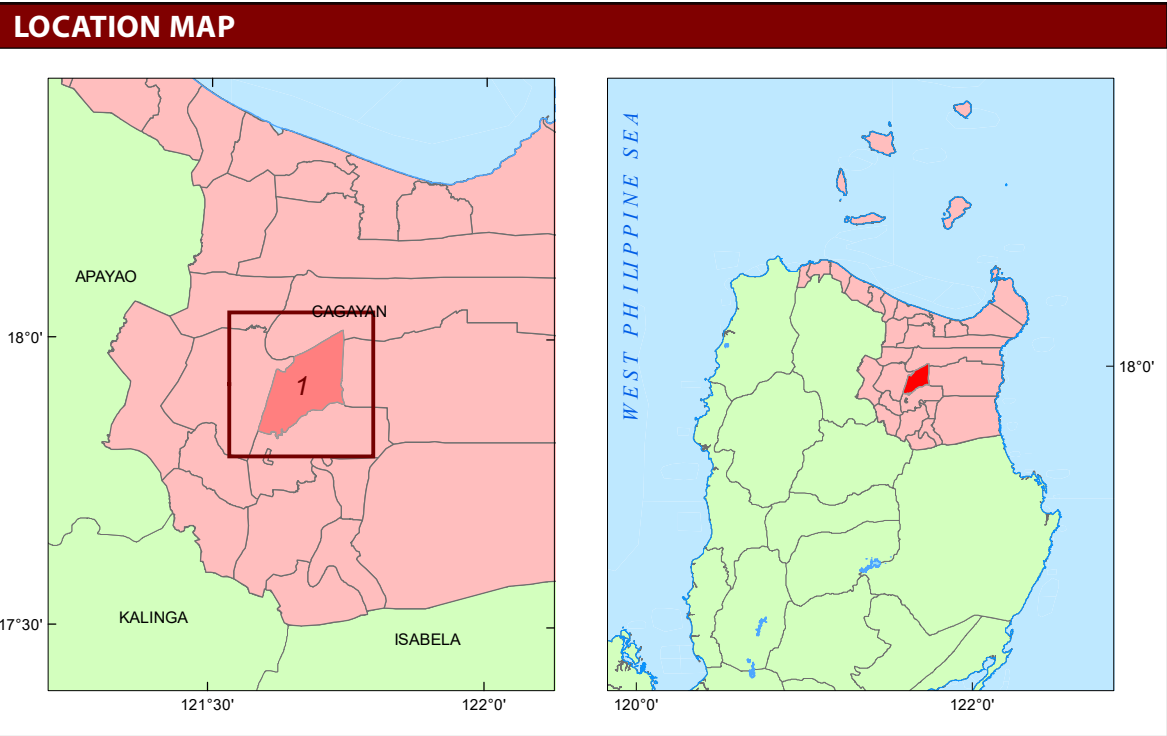 LOCATION MAP
APAYAO
CAGAYAN
18°0'
1
KALINGA
17°30'
ISABELA
121°30'
122°0'
WEST PHILIPPINE SEA
18°0'
120°0'
122°0'